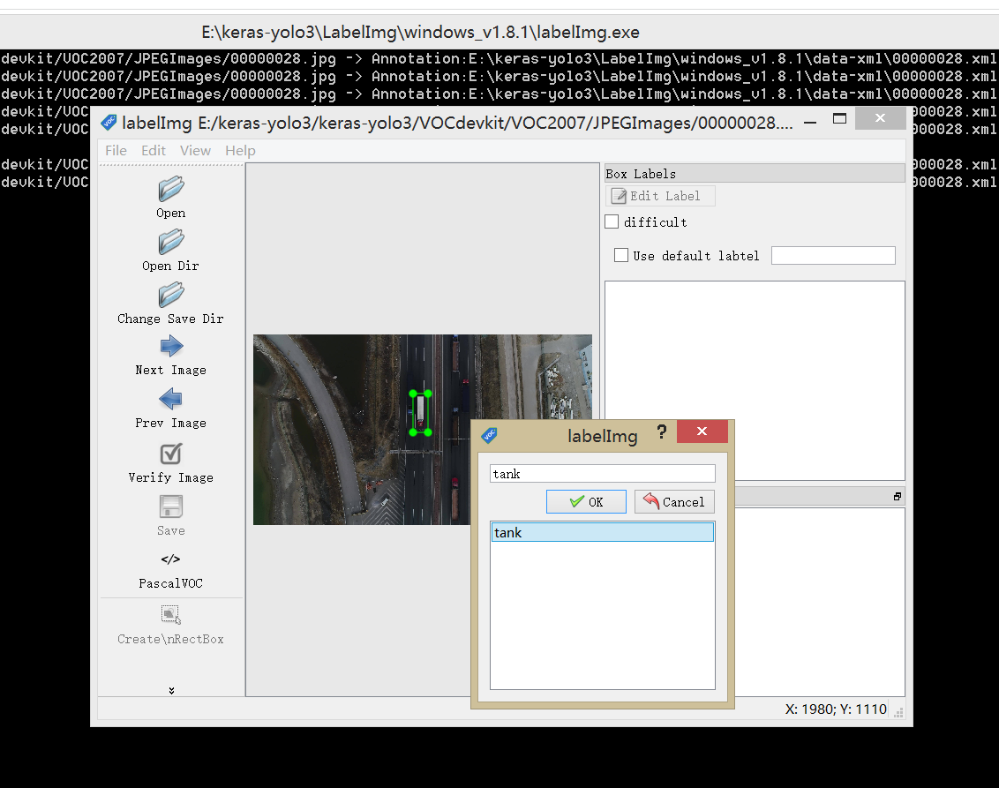 E:\keras-yolo3\LabelImg\windows_v1.8.1\labelImg.exe
devkit/VOC2007/JPEGImages/00000028.jpg -> Annotation:E:\keras-yolo3\LabelImg\windows_v1.8.1\data-xml\00000028.xml
devkit/VOC2007/JPEGImages/00000028.jpg -> Annotation:E:\keras-yolo3\LabelImg\windows_v1.8.1\data-xml\00000028.xml
devkit/VOC2007/JPEGImages/00000028.jpg -> Annotation:E:\keras-yolo3\LabelImg\windows_v1.8.1\data-xml\00000028.xml
devkit/VOC 00000028.xml
devkit/VOC 00000028.xml
devkit/VOC 00000028.xml
devkit/VOC 00000028.xml
labelImg E:/keras-yolo3/keras-yolo3/VOCdevkit/VOC2007/JPEGImages/00000028....
File Edit View Help
Open
Open Dir
Change Save Dir
Next Image
Prev Image
Verify Image
Save
</>
PascalVOC
Create\nRectBox
Box Labels
Edit Label
difficult
Use default labtel
labelImg ?
tank
OK Cancel
tank
X: 1980; Y: 1110